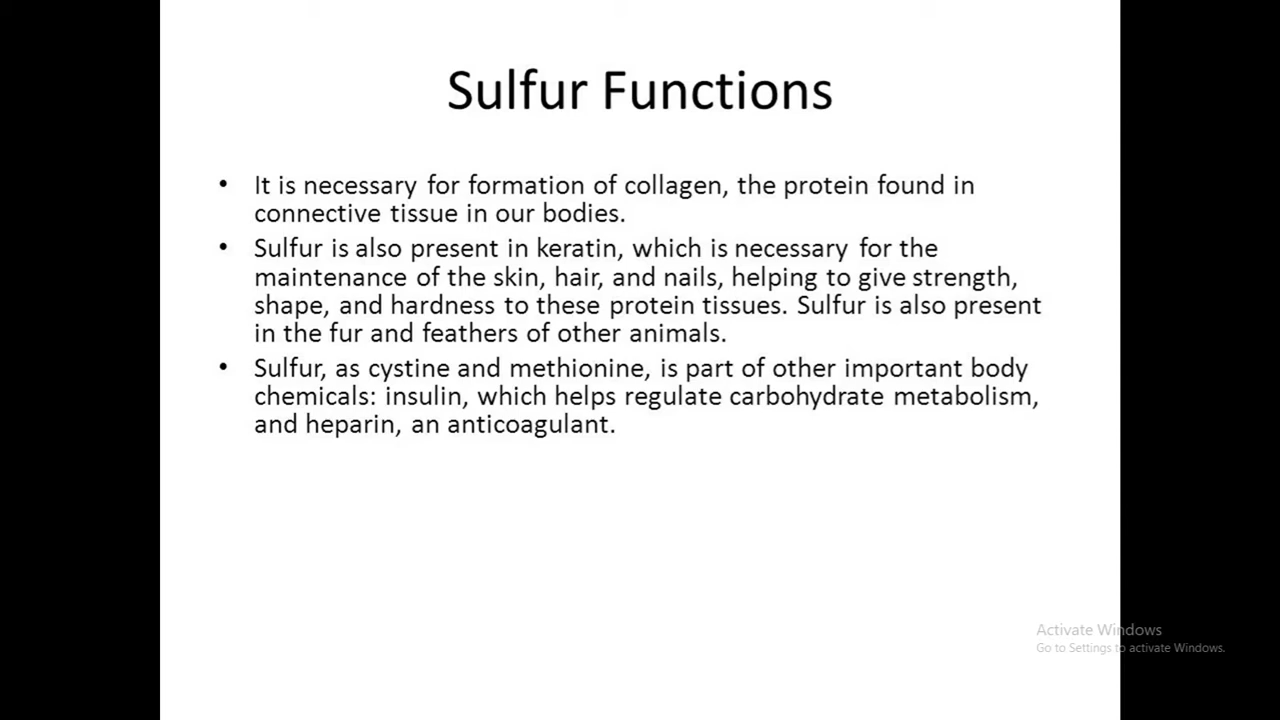 Sulfur Functions
• It is necessary for formation of collagen, the protein found in
connective tissue in our bodies.
• Sulfur is also present in keratin, which is necessary for the
maintenance of the skin, hair, and nails, helping to give strength,
shape, and hardness to these protein tissues. Sulfur is also present
in the fur and feathers of other animals.
• Sulfur, as cystine and methionine, is part of other important body
chemicals: insulin, which helps regulate carbohydrate metabolism,
and heparin, an anticoagulant.
Activate Windows
Go to Settings to activate Windows.